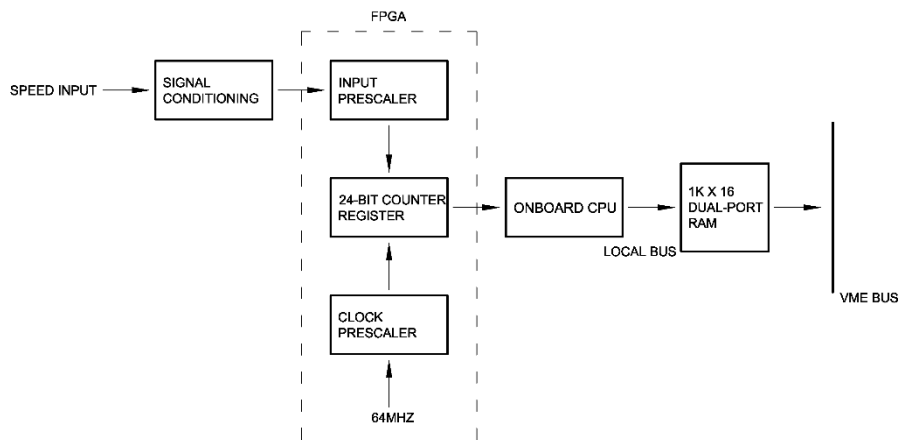 FPGA
SPEED INPUT
SIGNAL
CONDITIONING
INPUT
PRESCALER
24-BIT COUNTER
REGISTER
ONBOARD CPU
1K X 16
DUAL-PORT
RAM
LOCAL BUS
VME BUS
CLOCK
PRESCALER
64MHZ